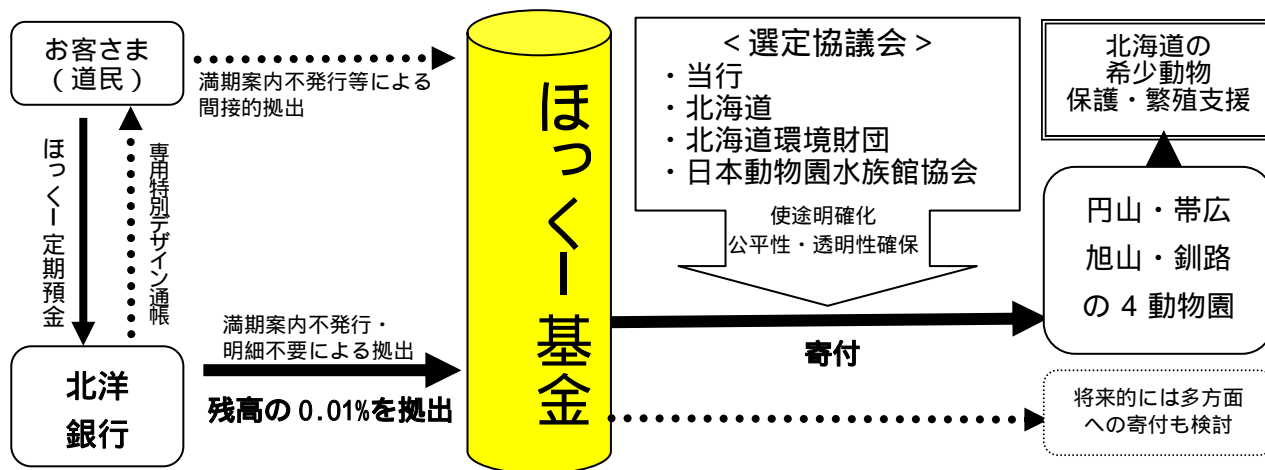 お客さま
（道民）
満期案内不発行等による
間接的拠出
ほっくー定期預金
専用特別デザイン通帳
北洋
銀行
満期案内不発行・
明細不要による拠出
残高の 0.01%を拠出
ほっくー基金
＜選定協議会＞
・当行
・北海道
・北海道環境財団
・日本動物園水族館協会
使途明確化
公平性・透明性確保
寄付
北海道の
希少動物
保護・繁殖支援
円山・帯広
旭山・釧路
の 4 動物園
将来的には多方面
への寄付も検討